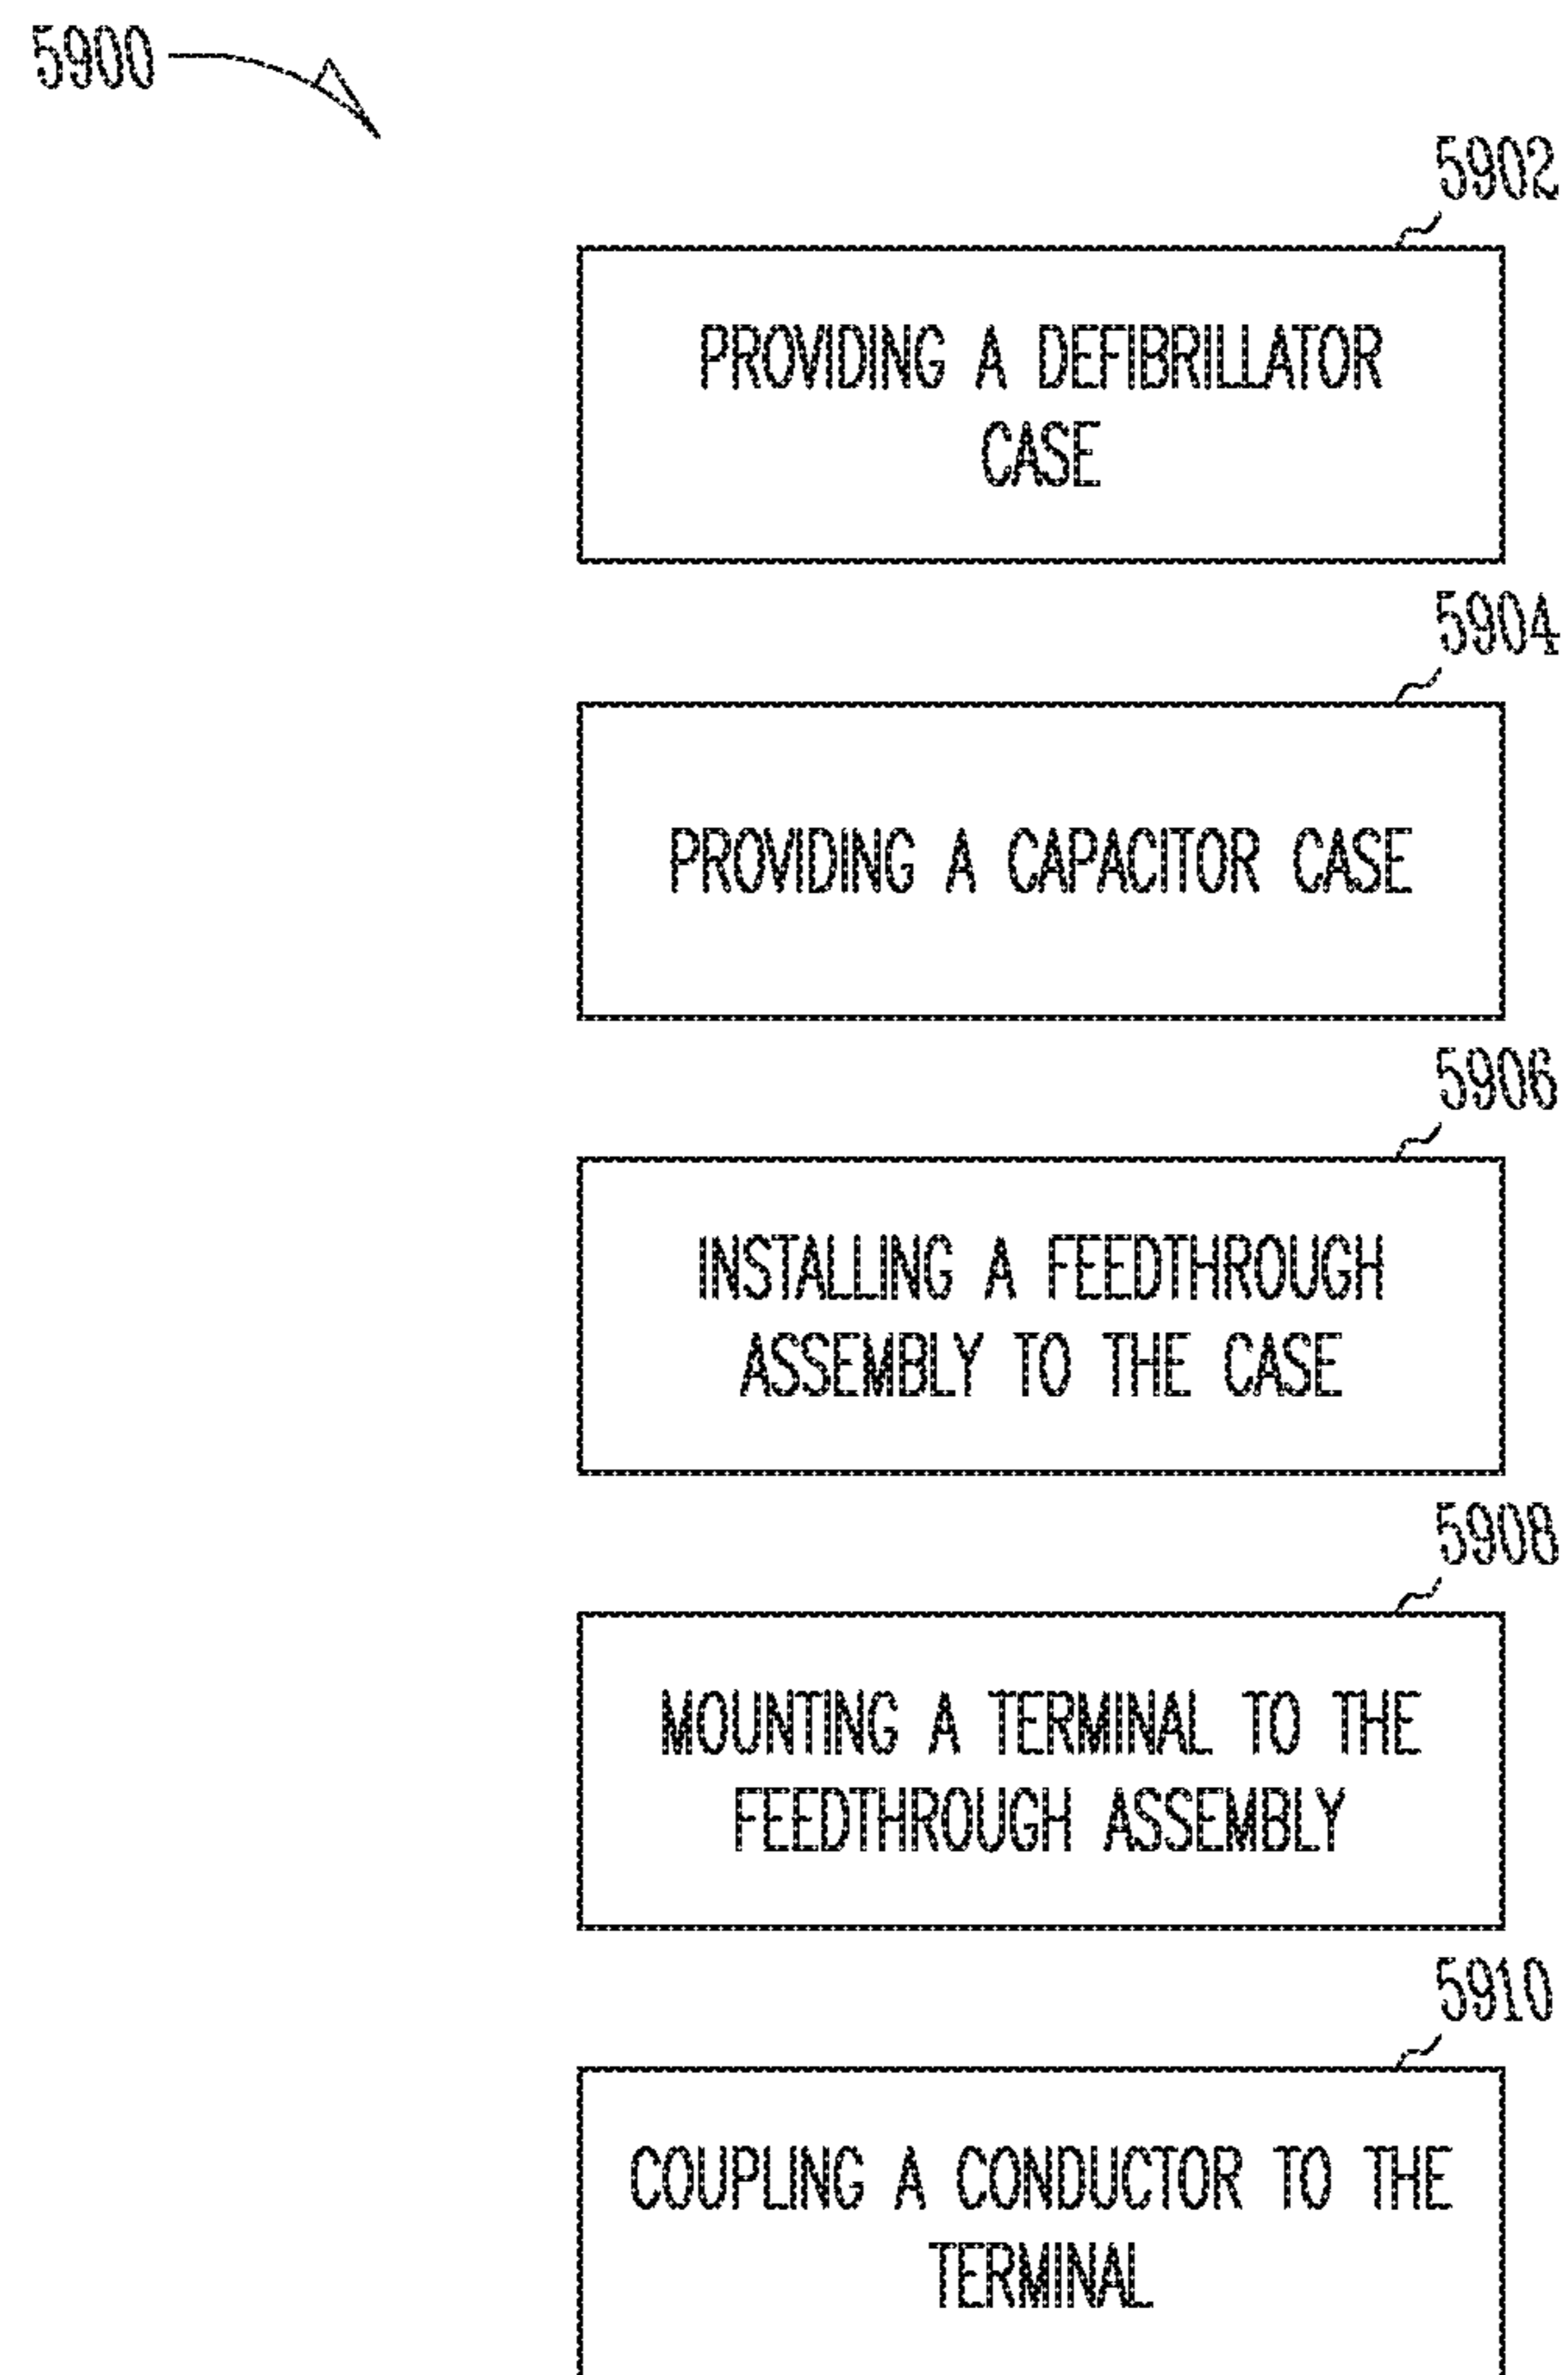 5900
5902
PROVIDING A DEFIBRILLATOR
CASE
5904
PROVIDING A CAPACITOR CASE
5906
INSTALLING A FEEDTHROUGH
ASSEMBLY TO THE CASE
5908
MOUNTING A TERMINAL TO THE
FEEDTHROUGH ASSEMBLY
5910
COUPLING A CONDUCTOR TO THE
TERMINAL